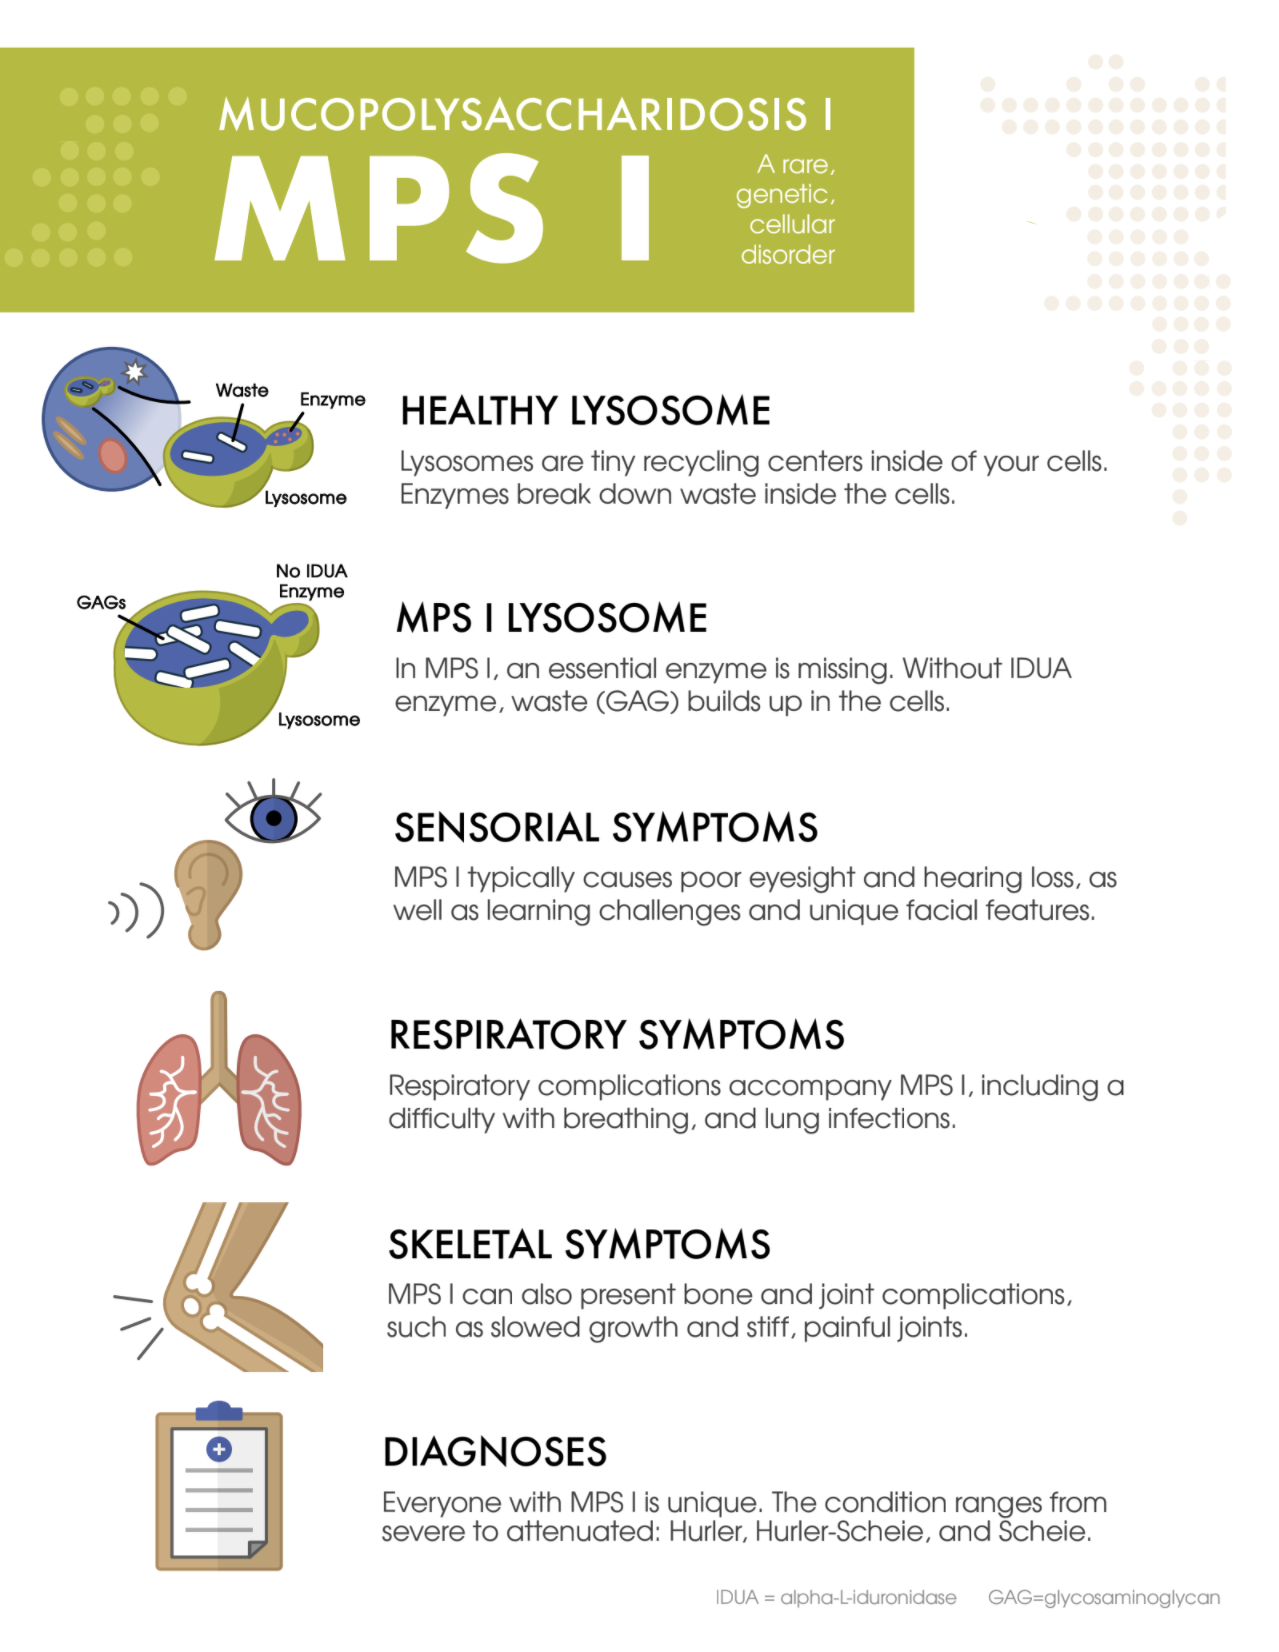 MUCOPOLYSACCHARIDOSIS I
MPS I
A rare,
genetic,
cellular
disorder
Waste
Enzyme
Lysosome
HEALTHY LYSOSOME
Lysosomes are tiny recycling centers inside of your cells.
Enzymes break down waste inside the cells.
No IDUA
Enzyme
GAGs
Lysosome
MPS I LYSOSOME
In MPS I, an essential enzyme is missing. Without IDUA
enzyme, waste (GAG) builds up in the cells.
SENSORIAL SYMPTOMS
MPS I typically causes poor eyesight and hearing loss, as
well as learning challenges and unique facial features.
RESPIRATORY SYMPTOMS
Respiratory complications accompany MPS I, including a
difficulty with breathing, and lung infections.
SKELETAL SYMPTOMS
MPS I can also present bone and joint complications,
such as slowed growth and stiff, painful joints.
DIAGNOSES
Everyone with MPS I is unique. The condition ranges from
severe to attenuated: Hurler, Hurler-Scheie, and Scheie.
IDUA = alpha-L-iduronidase GAG=glycosaminoglycan